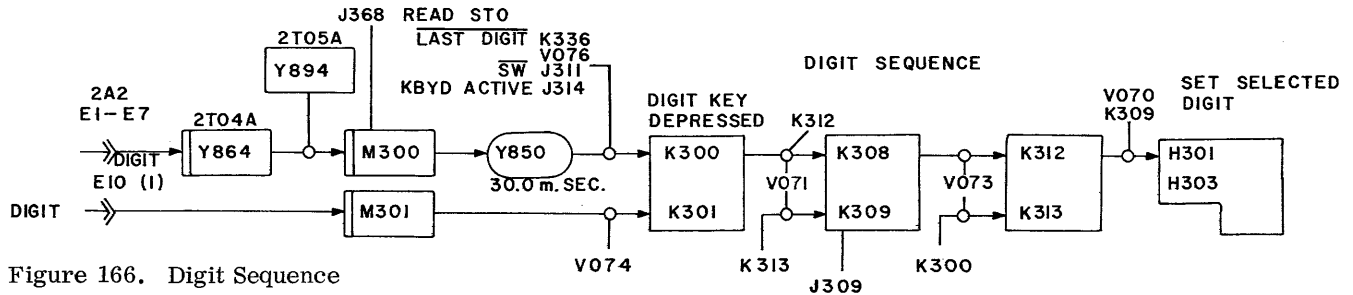 J368 READ STO
LAST DIGIT K336
V076
SW J311
KBYD ACTIVE J314
2T05A
Y894
DIGIT SEQUENCE
2A2
E1-E7
2T04A
Y864
M300
Y850
30.0 m. SEC.
DIGIT KEY
DEPRESSED
K300
K301
K312
K308
K309
V071
V073
K312
K313
V070
K309
SET SELECTED
DIGIT
H301
H303
DIGIT
E10 (1)
DIGIT
M301
V074
K313
J309
K300
Figure 166. Digit Sequence